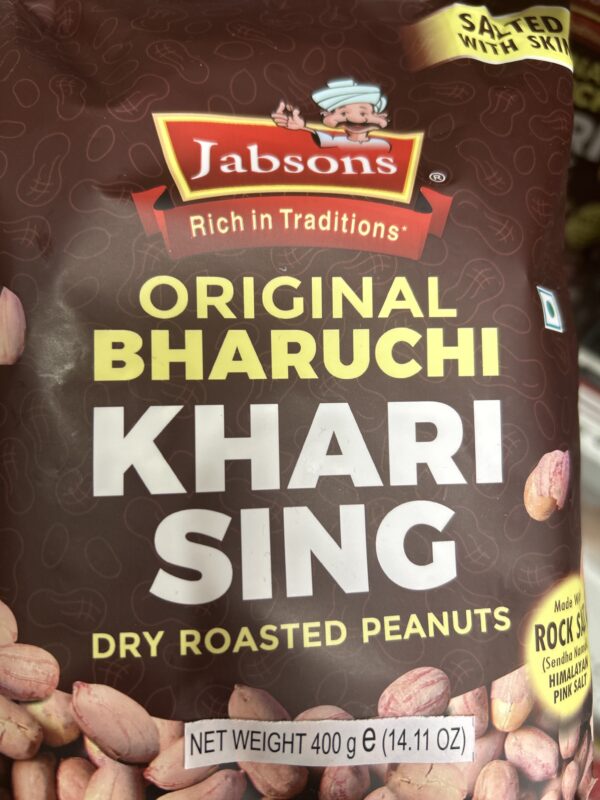 SALTED
WITH SKIN
Jabsons
®
Rich in Traditions*
ORIGINAL
BHARUCHI
KHARI
SING
DRY ROASTED PEANUTS
Made
ROCK
(Sendha
HIMALAYAN
PINK SALT
NET WEIGHT 400 g e (14.11 OZ)